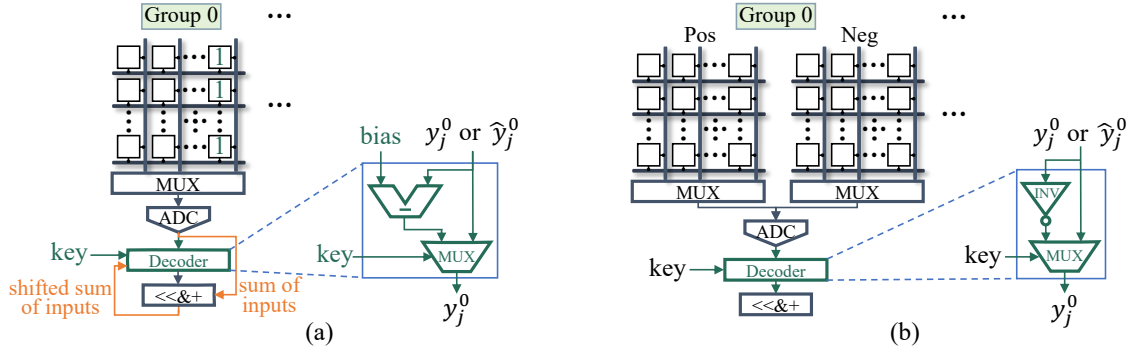 Group 0
...
1
1
1
...
MUX
ADC
key
Decoder
shifted sum
of inputs
<<&+
sum of
inputs
bias
y_j^0 or ŷ_j^0
−
key
MUX
y_j^0
(a)
Group 0
...
Pos
Neg
...
MUX
MUX
ADC
key
Decoder
<<&+
y_j^0 or ŷ_j^0
INV
key
MUX
y_j^0
(b)